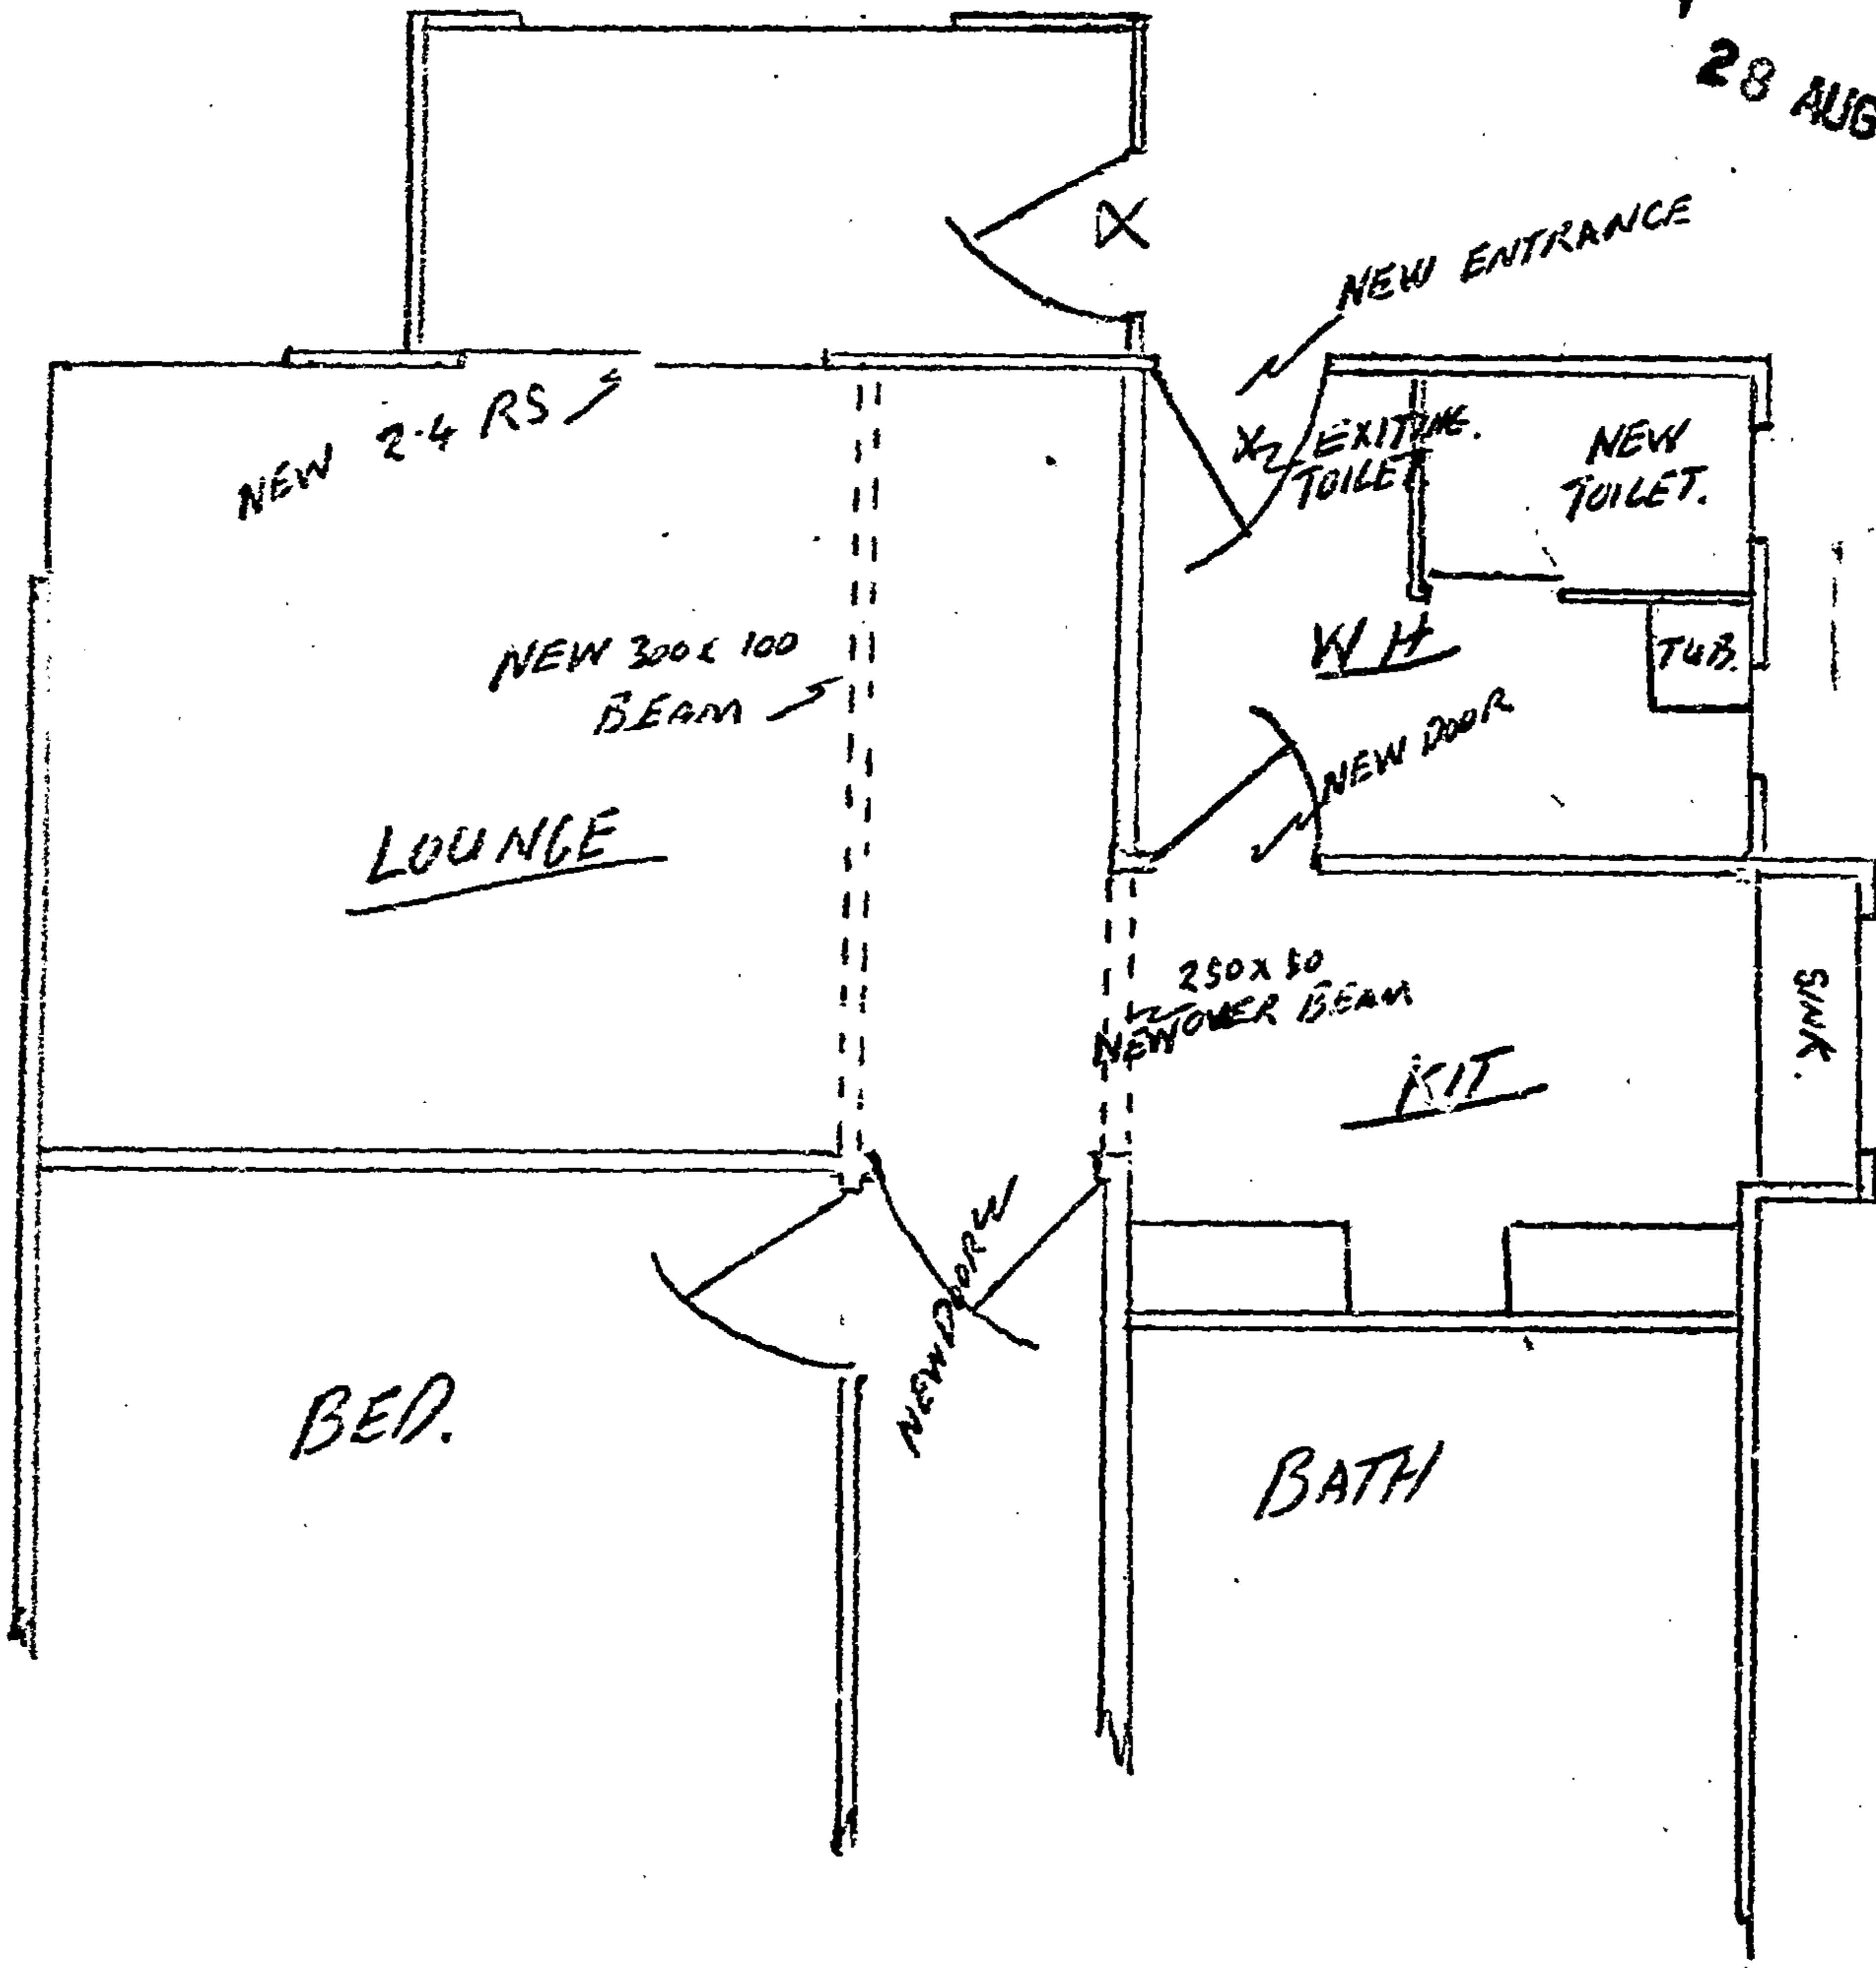 28 AUG
NEW ENTRANCE
NEW 2.4 RS
EXITING.
TOILET
NEW
TOILET.
NEW 300 x 100
BEAM
W H
TUB.
NEW DOOR
LOUNGE
250 x 50
NEW OVER BEAM
SINK.
KIT
NEW DOOR W
BED.
BATH